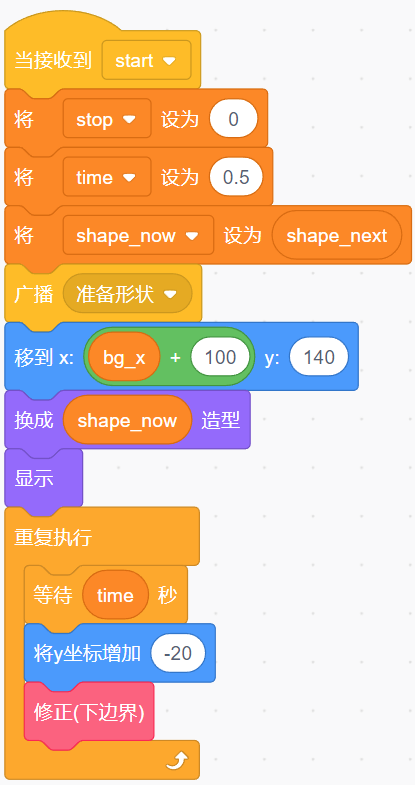 当接收到 start
将 stop 设为 0
将 time 设为 0.5
将 shape_now 设为 shape_next
广播 准备形状
移到 x: bg_x + 100 y: 140
换成 shape_now 造型
显示
重复执行
等待 time 秒
将y坐标增加 -20
修正(下边界)